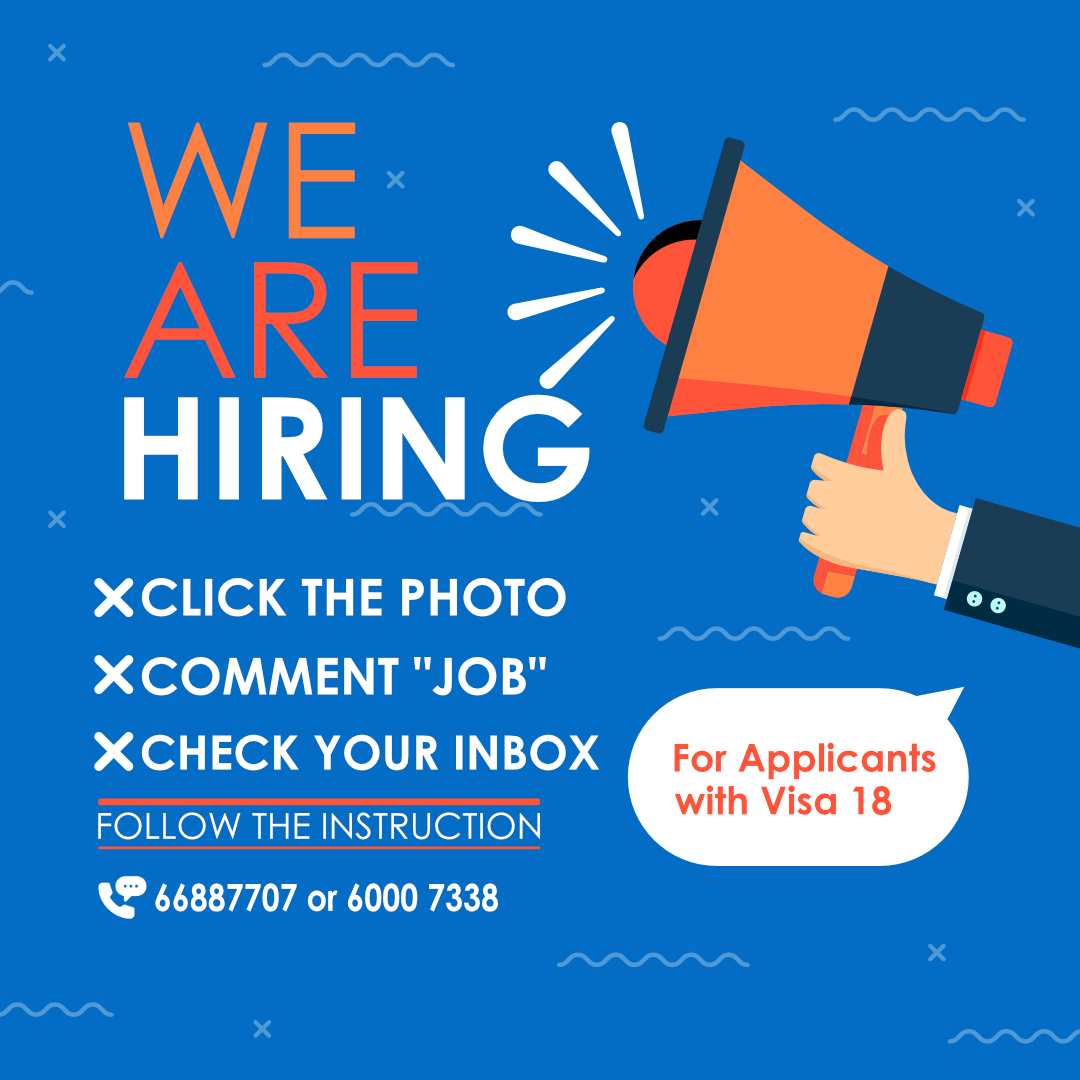 WE
ARE
HIRING
CLICK THE PHOTO
COMMENT "JOB"
CHECK YOUR INBOX
FOLLOW THE INSTRUCTION
66887707 or 6000 7338
For Applicants
with Visa 18